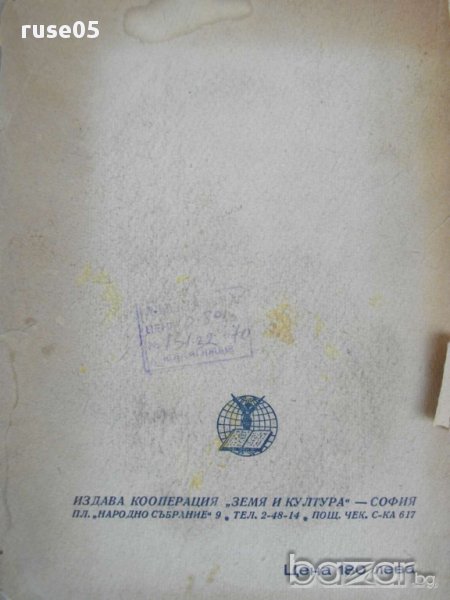 ruse05
ИЗДАВА КООПЕРАЦИЯ „ЗЕМЯ И КУЛТУРА“ — СОФИЯ
ПЛ. „НАРОДНО СЪБРАНИЕ“ 9 • ТЕЛ. 2-48-14 • ПОЩ. ЧЕК. С-КА 617
Цена 180 лева
bazar.bg